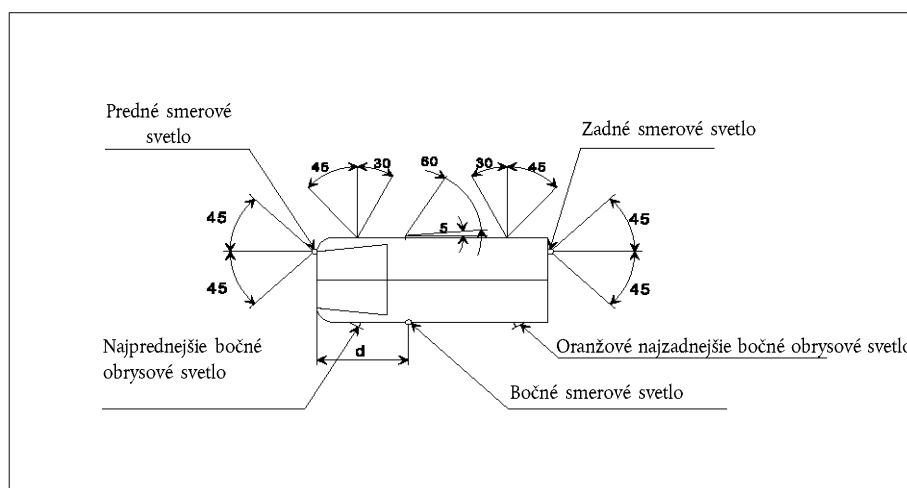 Predné smerové
svetlo
Zadné smerové svetlo
45 30 60 30 45
45 5 45
45 45
Najprednejšie bočné
obrysové svetlo
d
Oranžové najzadnejšie bočné obrysové svetlo
Bočné smerové svetlo